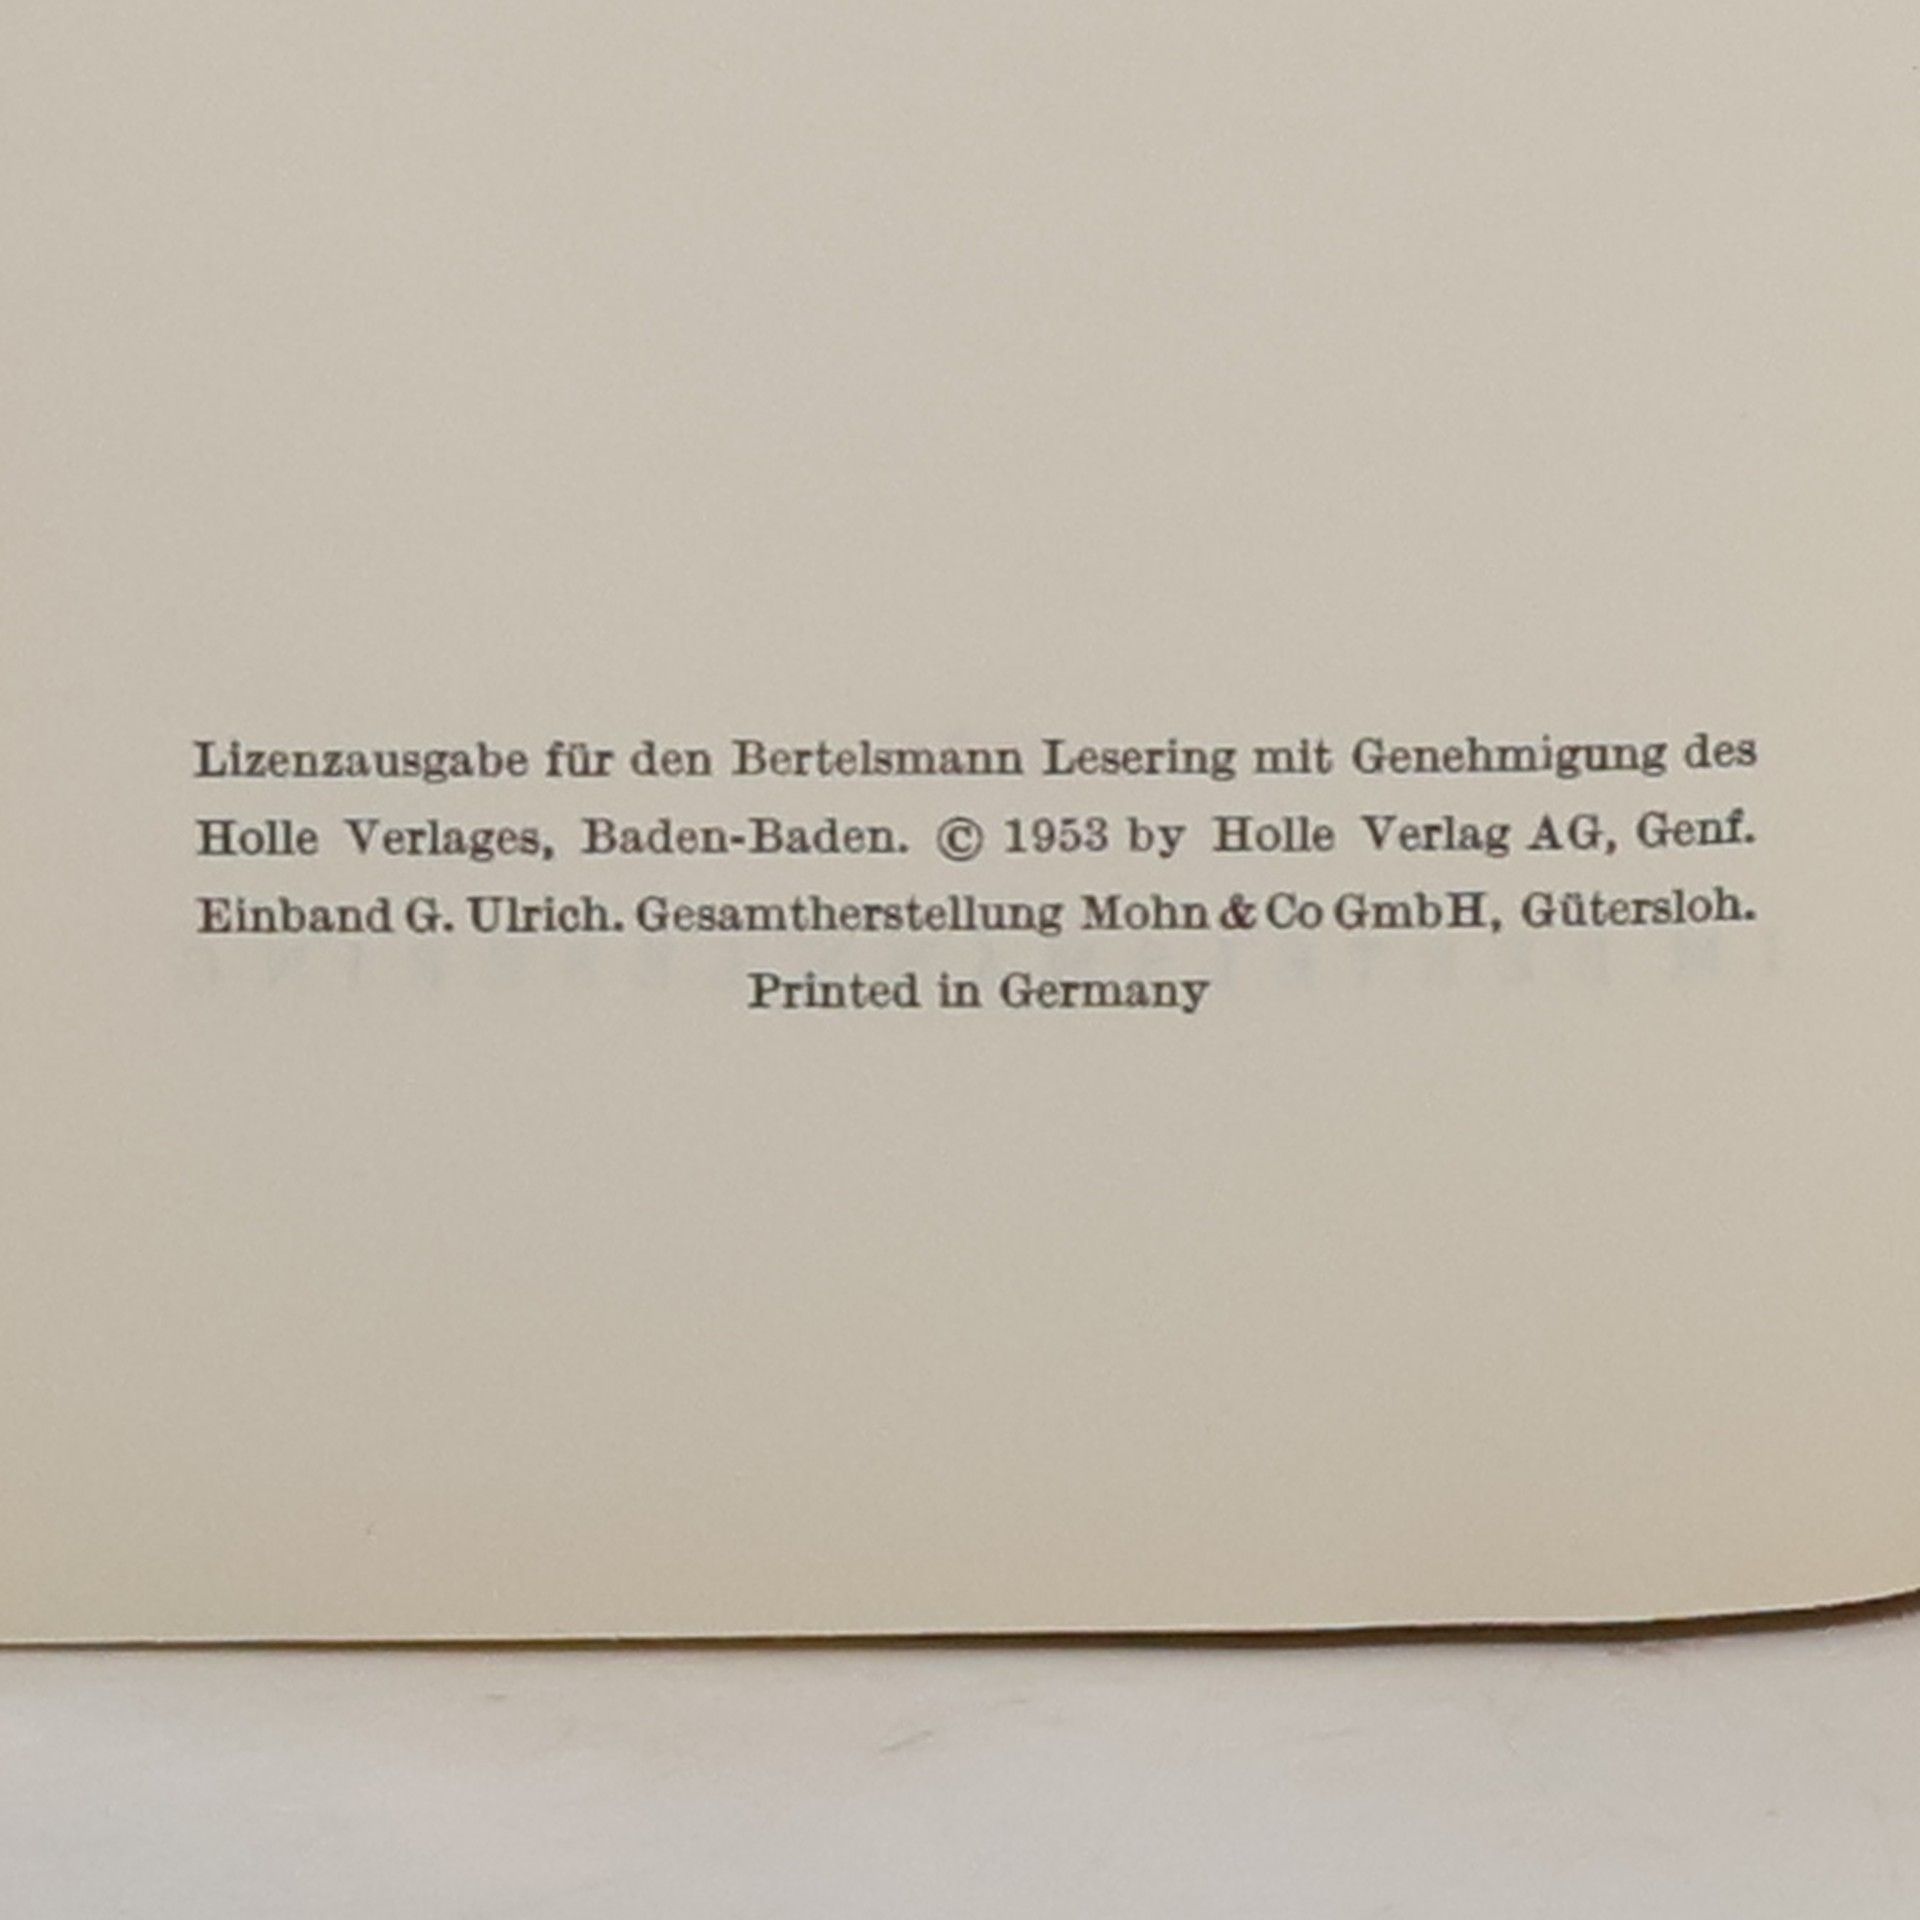 Lizenzausgabe für den Bertelsmann Lesering mit Genehmigung des
Holle Verlages, Baden-Baden. © 1953 by Holle Verlag AG, Genf.
Einband G. Ulrich. Gesamtherstellung Mohn & Co GmbH, Gütersloh.
Printed in Germany